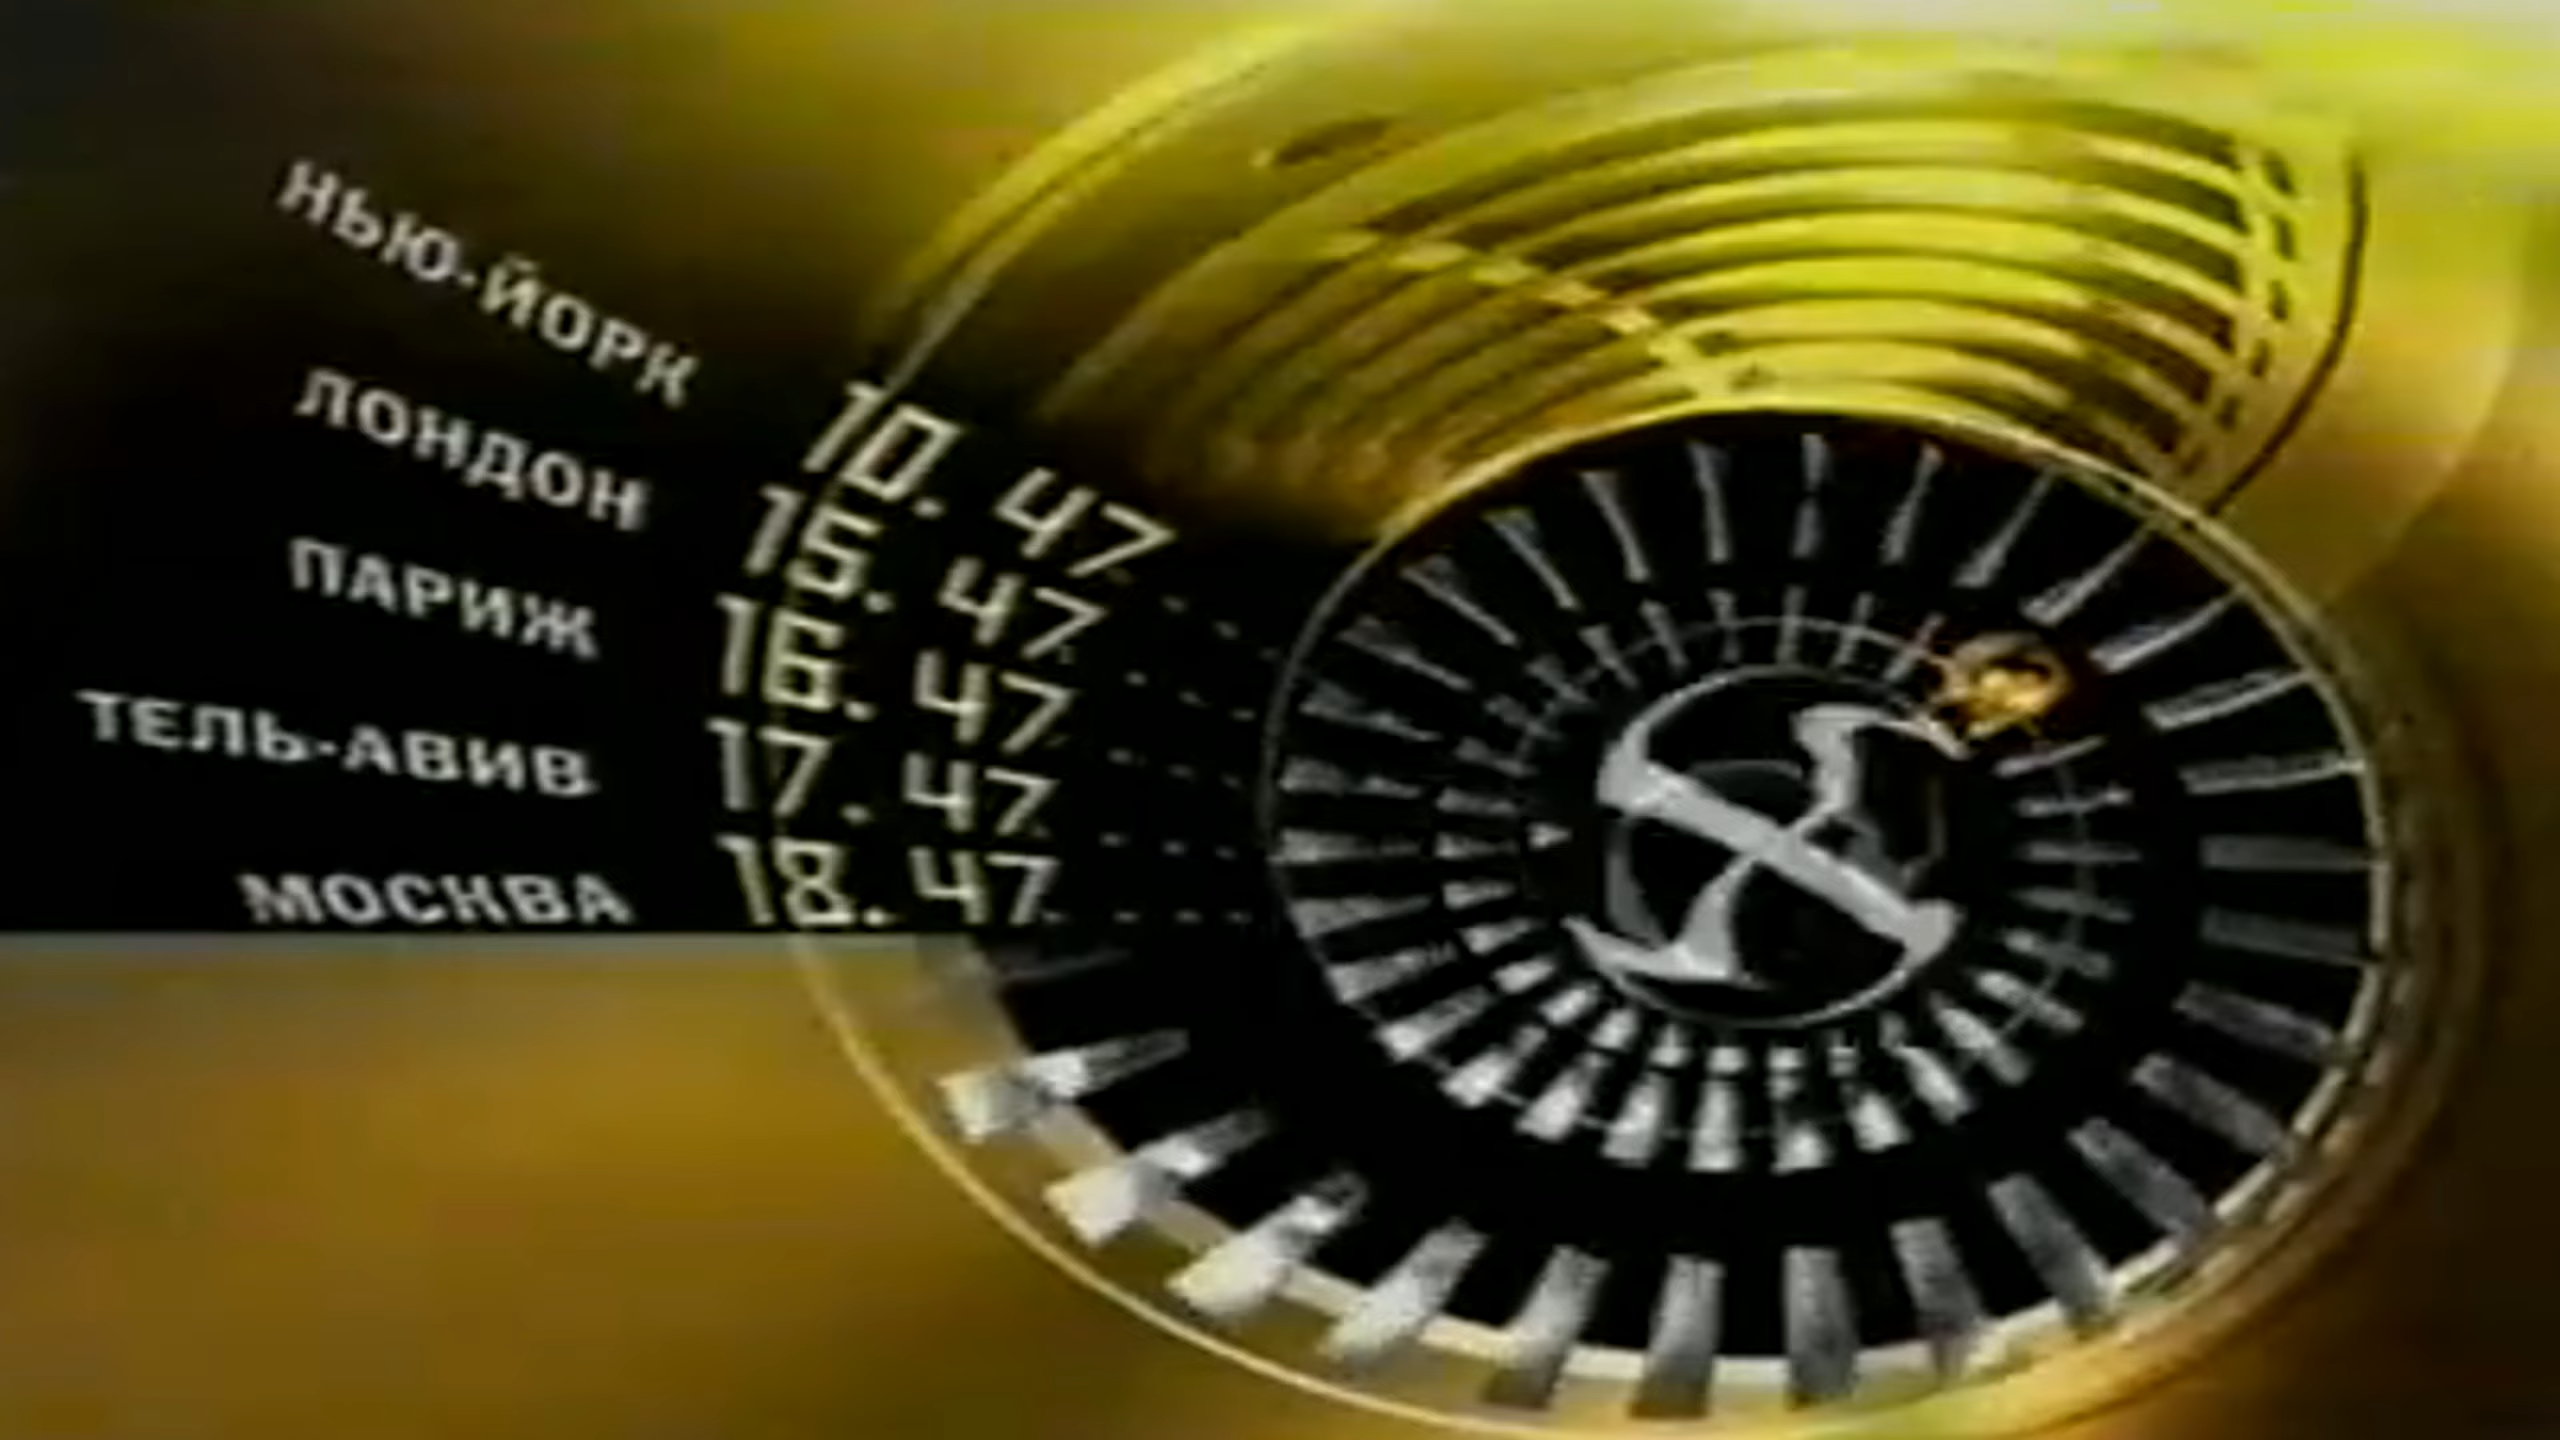 НЬЮ-ЙОРК 10. 47
ЛОНДОН 15. 47
ПАРИЖ 16. 47
ТЕЛЬ-АВИВ 17. 47
МОСКВА 18. 47